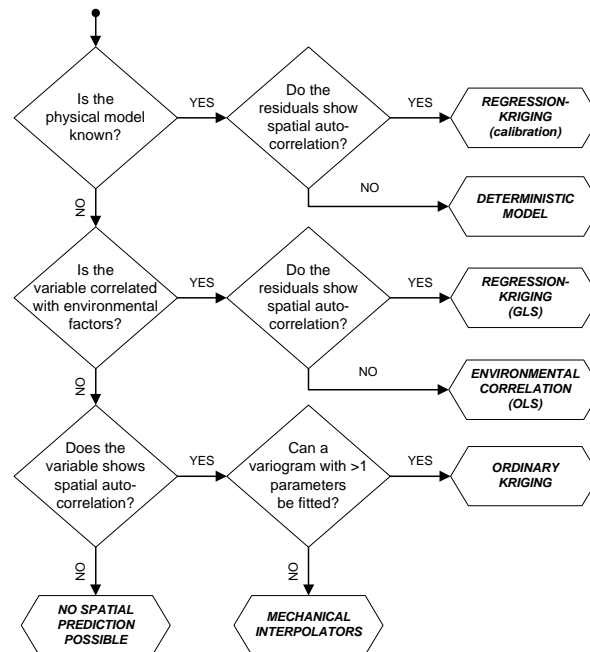 Is the
physical model
known?
YES
Do the
residuals show
spatial auto-
correlation?
YES
REGRESSION-
KRIGING
(calibration)
NO
DETERMINISTIC
MODEL
NO
Is the
variable correlated
with environmental
factors?
YES
Do the
residuals show
spatial auto-
correlation?
YES
REGRESSION-
KRIGING
(GLS)
NO
ENVIRONMENTAL
CORRELATION
(OLS)
NO
Does the
variable shows
spatial auto-
correlation?
YES
Can a
variogram with >1
parameters
be fitted?
YES
ORDINARY
KRIGING
NO
NO SPATIAL
PREDICTION
POSSIBLE
NO
MECHANICAL
INTERPOLATORS